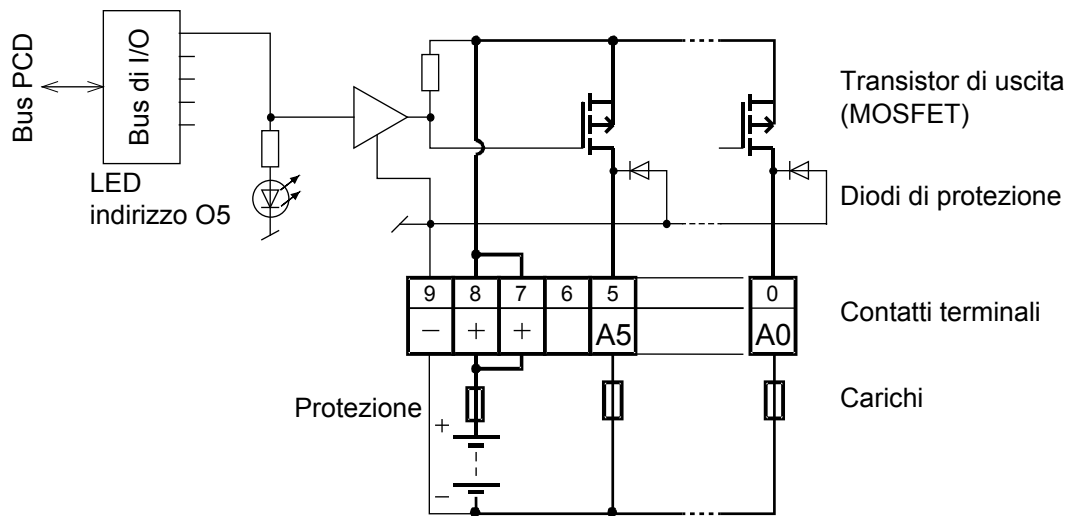 Bus PCD
Bus di I/O
LED
indirizzo O5
Transistor di uscita
(MOSFET)
Diodi di protezione
9 8 7 6 5 0
− + + A5 A0
Contatti terminali
Protezione
Carichi
+
−